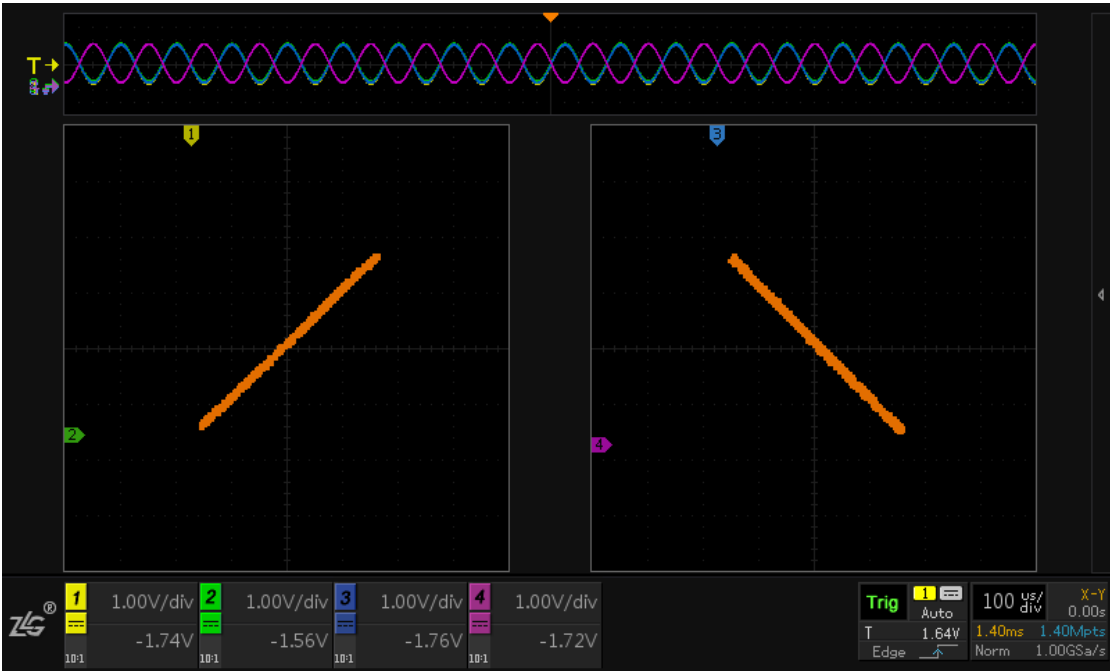 T
1
3
2
4
ZLG®
1 1.00V/div 2 1.00V/div 3 1.00V/div 4 1.00V/div
-1.74V -1.56V -1.76V -1.72V
10:1 10:1 10:1 10:1
Trig 1 Auto
T 1.64V
Edge
100 us/div X-Y 0.00s
1.40ms 1.40Mpts
Norm 1.00GSa/s